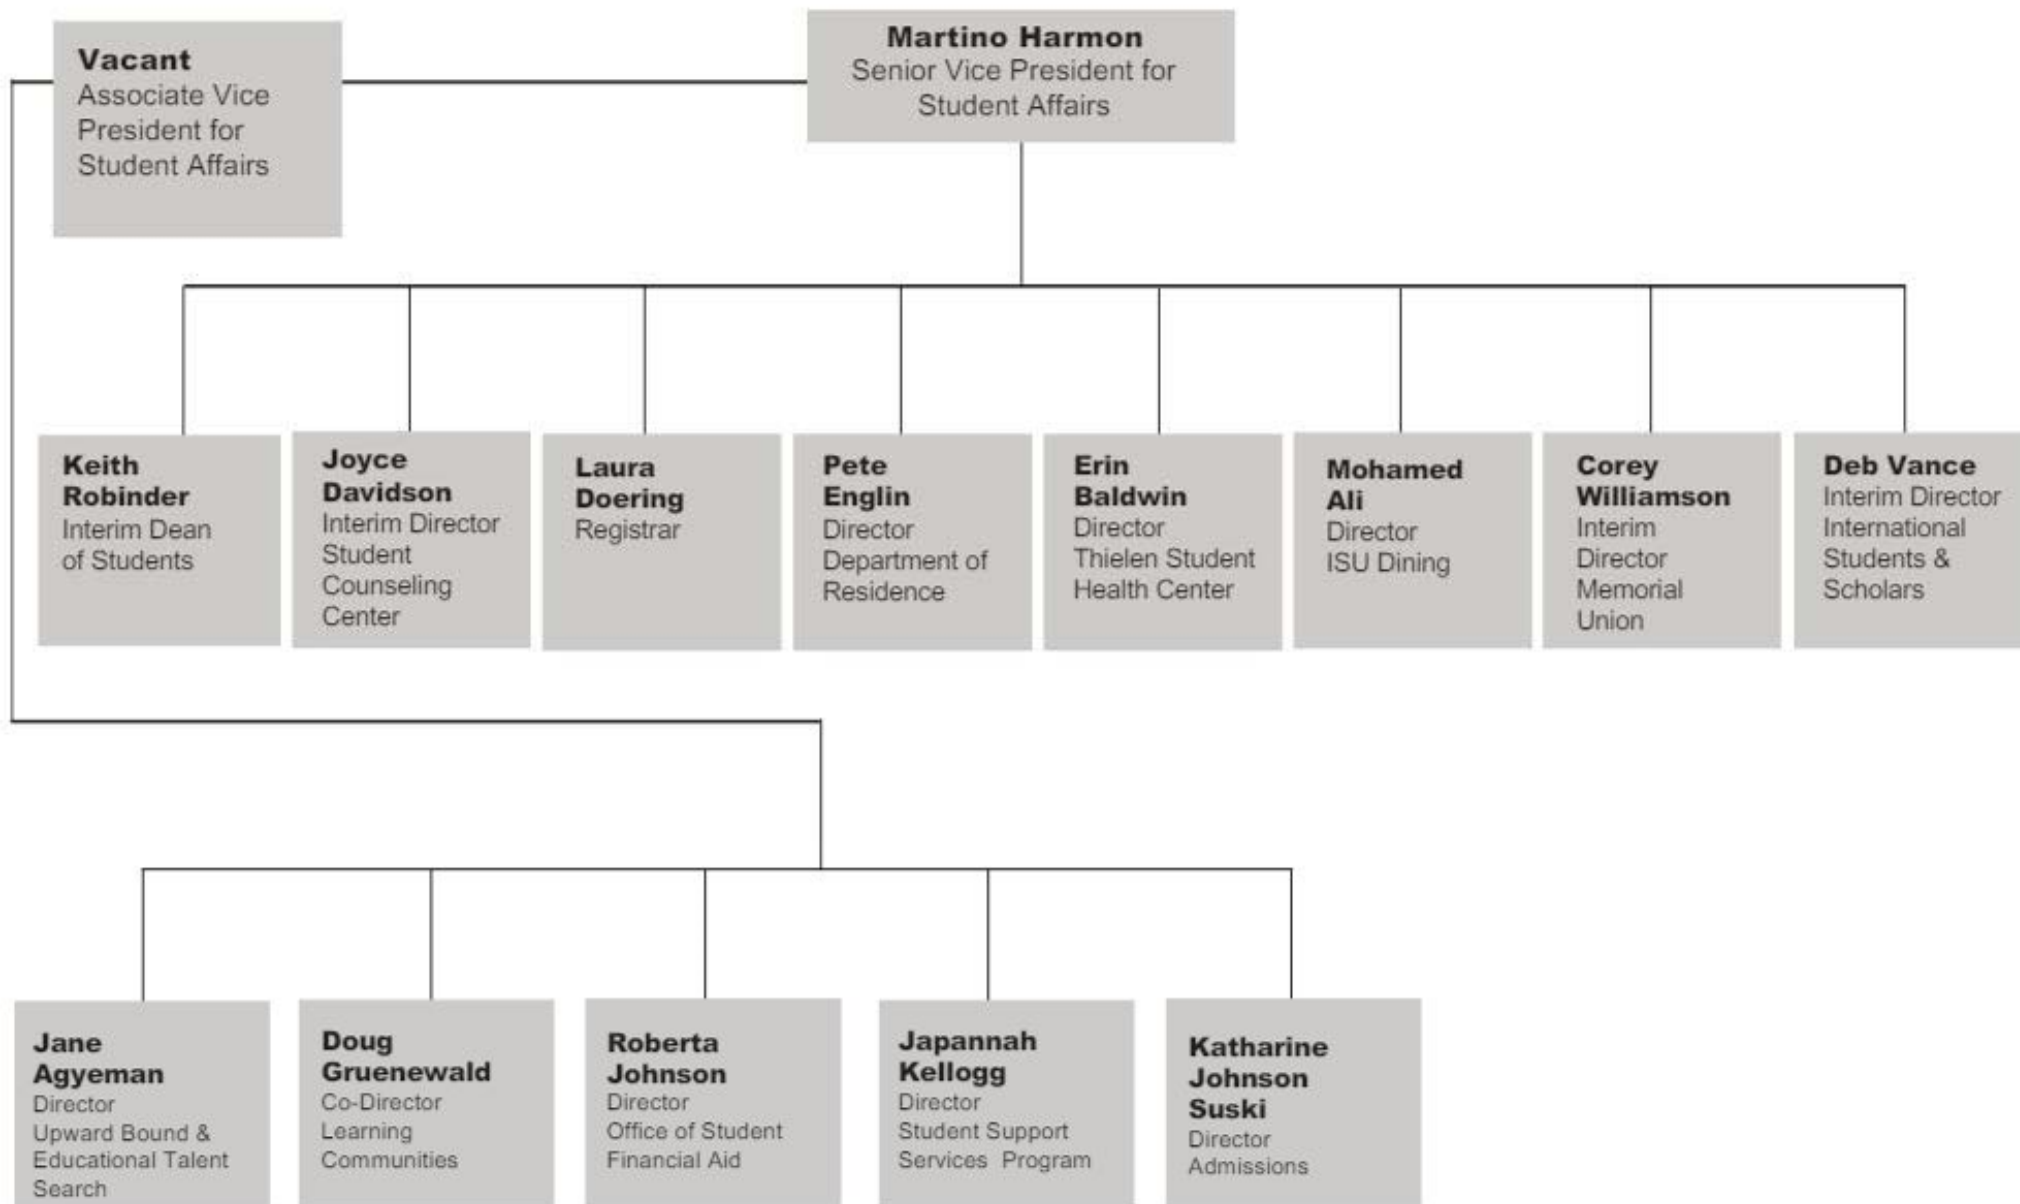 Vacant
Associate Vice
President for
Student Affairs
Martino Harmon
Senior Vice President for
Student Affairs
Keith
Robinder
Interim Dean
of Students
Joyce
Davidson
Interim Director
Student
Counseling
Center
Laura
Doering
Registrar
Pete
Englin
Director
Department of
Residence
Erin
Baldwin
Director
Thielen Student
Health Center
Mohamed
Ali
Director
ISU Dining
Corey
Williamson
Interim
Director
Memorial
Union
Deb Vance
Interim Director
International
Students &
Scholars
Jane
Agyeman
Director
Upward Bound &
Educational Talent
Search
Doug
Gruenewald
Co-Director
Learning
Communities
Roberta
Johnson
Director
Office of Student
Financial Aid
Japannah
Kellogg
Director
Student Support
Services Program
Katharine
Johnson
Suski
Director
Admissions